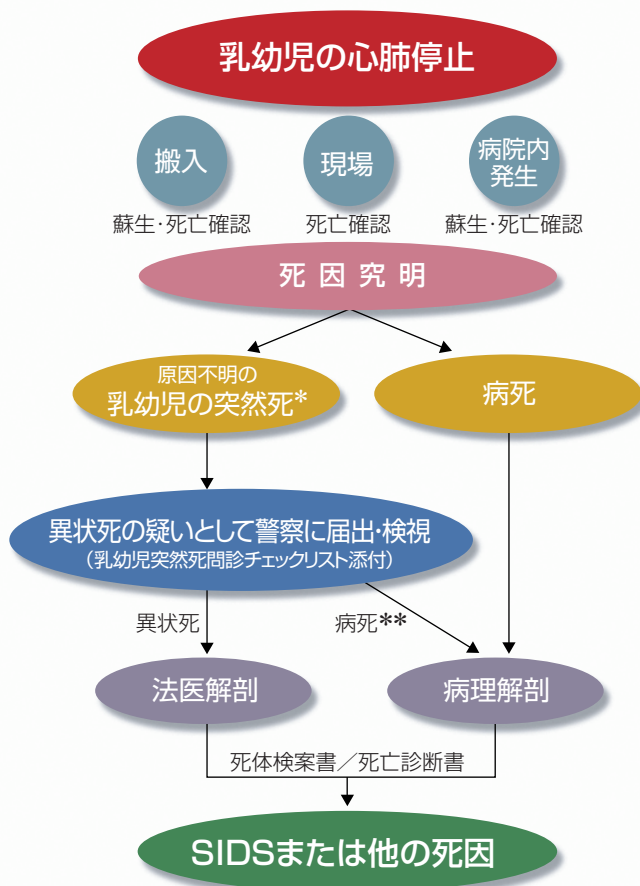 乳幼児の心肺停止
搬入
現場
病院内
発生
蘇生・死亡確認
死亡確認
蘇生・死亡確認
死因究明
原因不明の
乳幼児の突然死*
病死
異状死の疑いとして警察に届出・検視
（乳幼児突然死問診チェックリスト添付）
異状死
病死**
法医解剖
病理解剖
死体検案書／死亡診断書
SIDSまたは他の死因